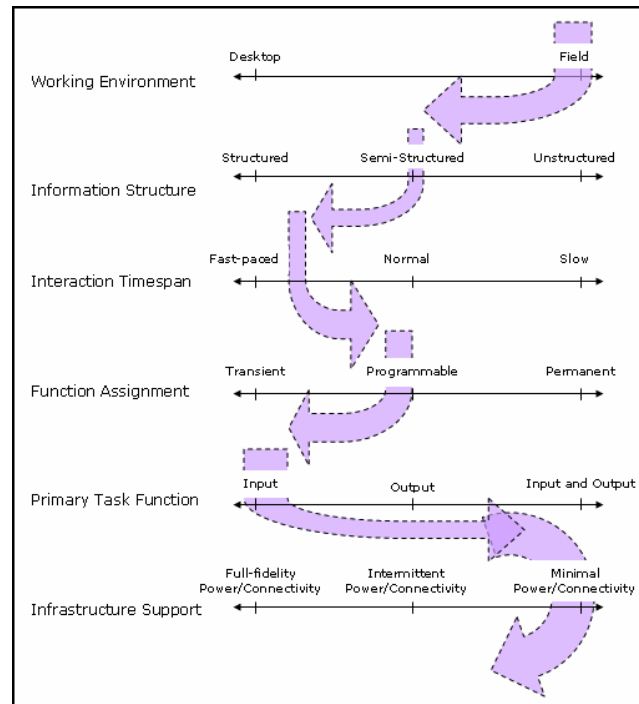 Desktop Field
Working Environment
Structured Semi-Structured Unstructured
Information Structure
Fast-paced Normal Slow
Interaction Timespan
Transient Programmable Permanent
Function Assignment
Input Output Input and Output
Primary Task Function
Full-fidelity Intermittent Minimal
Power/Connectivity Power/Connectivity Power/Connectivity
Infrastructure Support